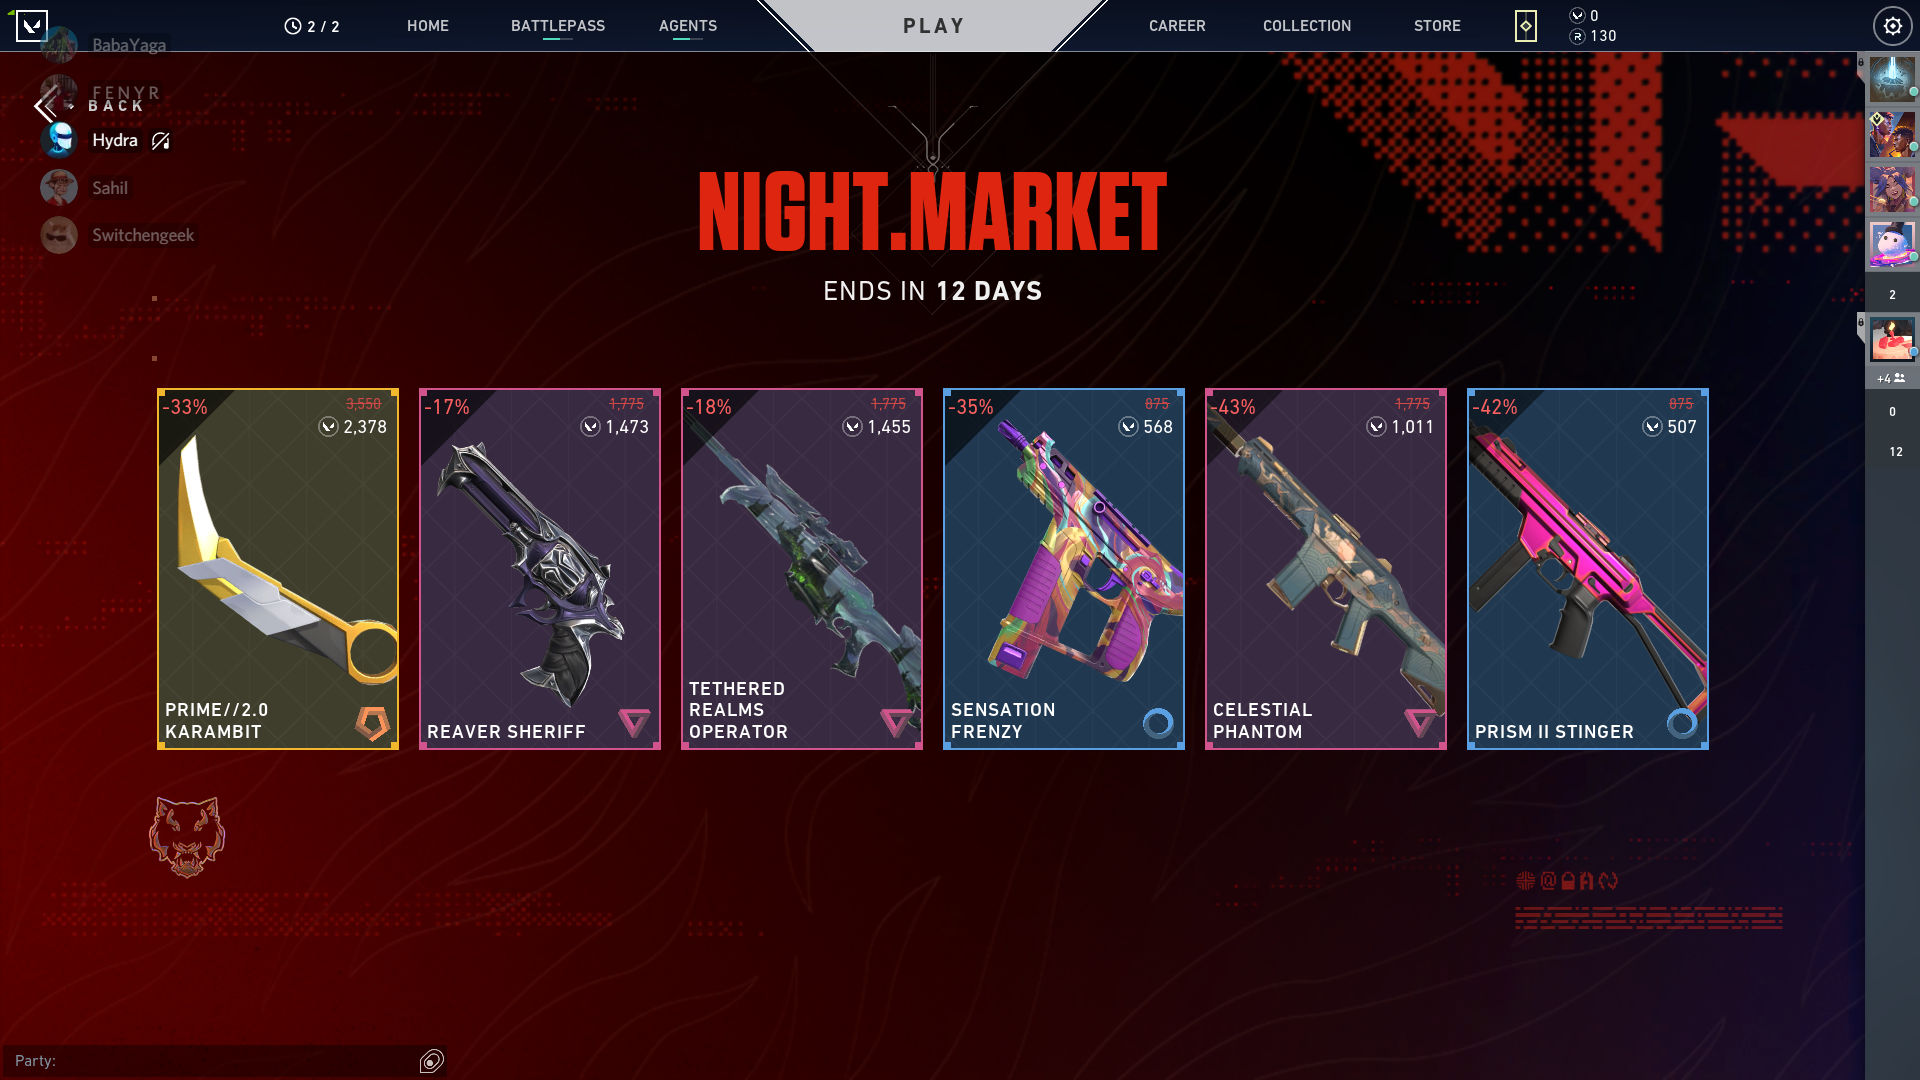 2 / 2
HOME
BATTLEPASS
AGENTS
PLAY
CAREER
COLLECTION
STORE
0
R 130
BabaYaga
FENYR
BACK
Hydra
Sahil
Switchengeek
NIGHT.MARKET
ENDS IN 12 DAYS
-33%
3,550
2,378
PRIME//2.0
KARAMBIT
-17%
1,775
1,473
REAVER SHERIFF
-18%
1,775
1,455
TETHERED
REALMS
OPERATOR
-35%
875
568
SENSATION
FRENZY
-43%
1,775
1,011
CELESTIAL
PHANTOM
-42%
875
507
PRISM II STINGER
2
+4
0
12
Party: